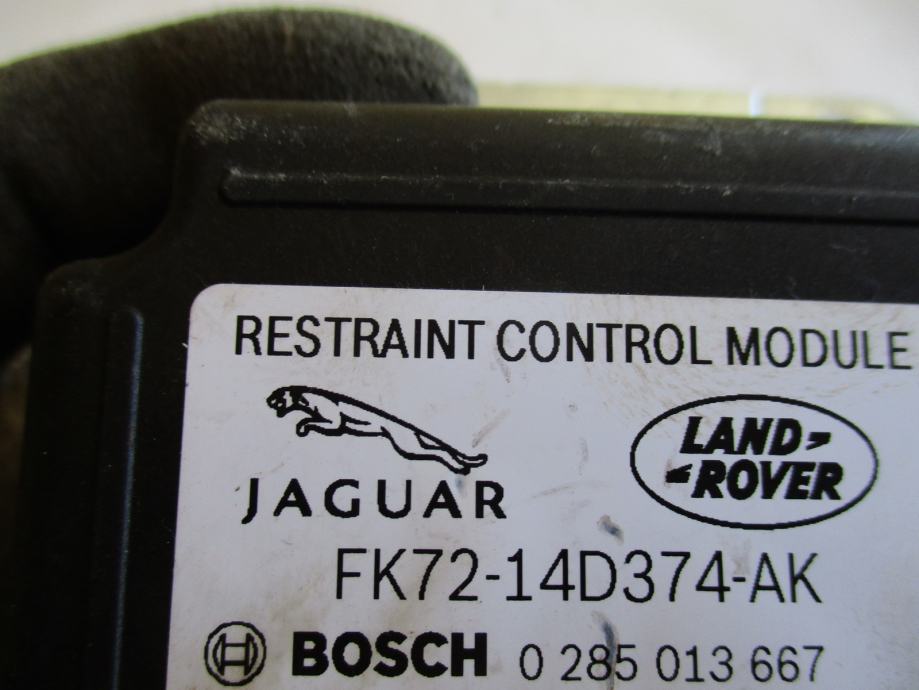 RESTRAINT CONTROL MODULE
JAGUAR
LAND
ROVER
FK72-14D374-AK
BOSCH 0 285 013 667